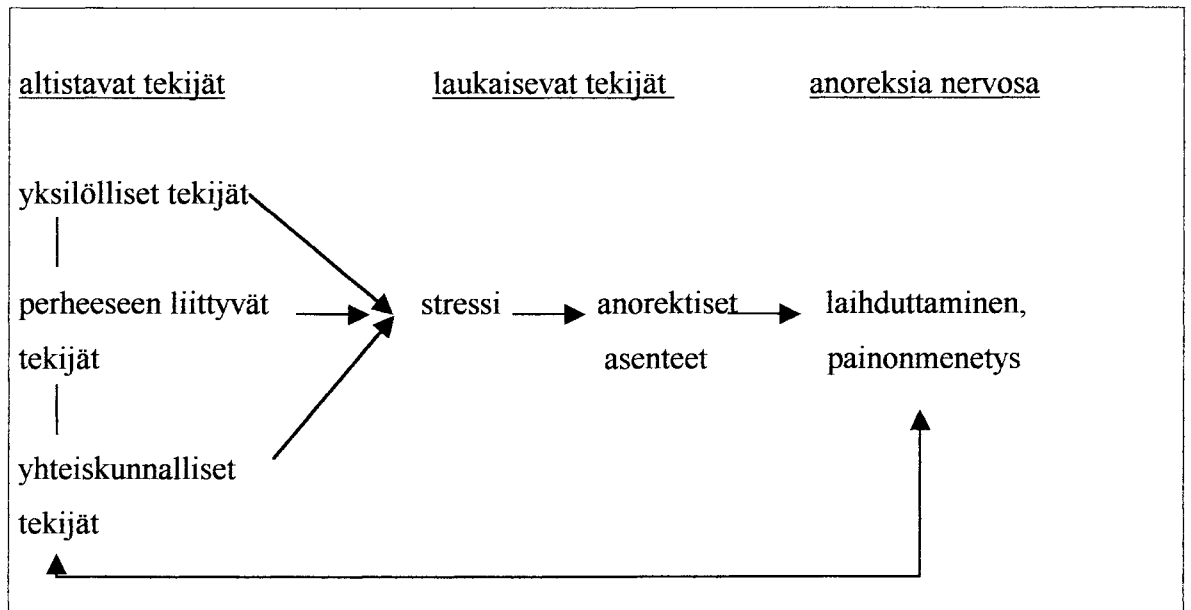 altistavat tekijät laukaisevat tekijät anoreksia nervosa
yksilölliset tekijät
perheeseen liittyvät stressi anorektiset laihduttaminen,
tekijät asenteet painonmenetys
yhteiskunnalliset
tekijät